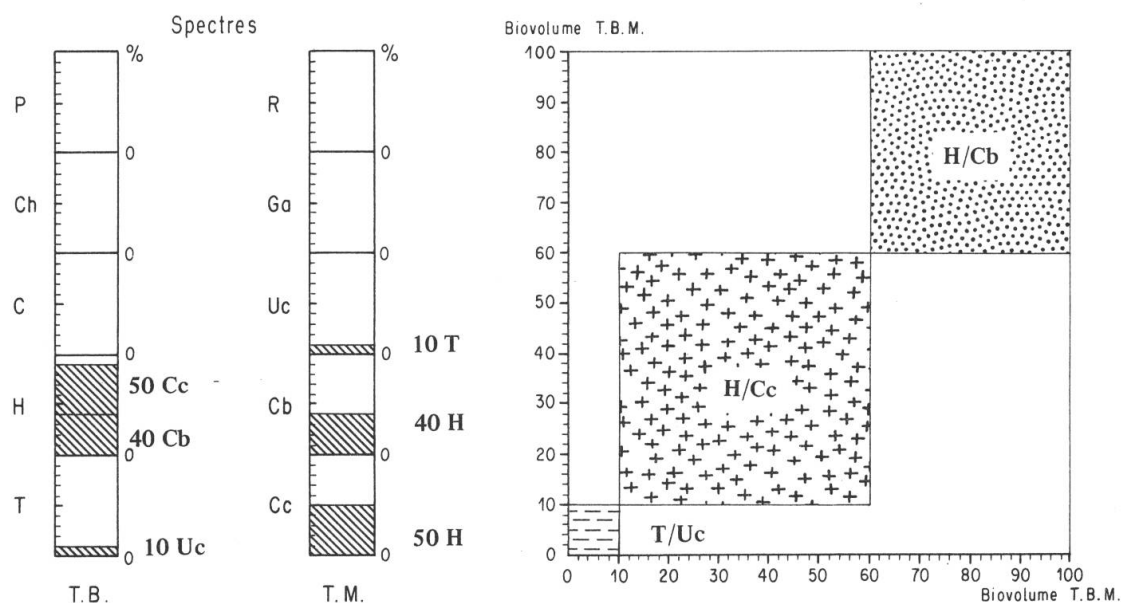 Spectres
%
P
0
Ch
0
C
0
50 Cc
H
40 Cb
0
T
10 Uc
0
T.B.
%
R
0
Ga
0
Uc
10 T
0
Cb
40 H
0
Cc
50 H
0
T.M.
Biovolume T.B.M.
100
90
80
70
60
50
40
30
20
10
0
H/Cb
H/Cc
T/Uc
0 10 20 30 40 50 60 70 80 90 100
Biovolume T.B.M.